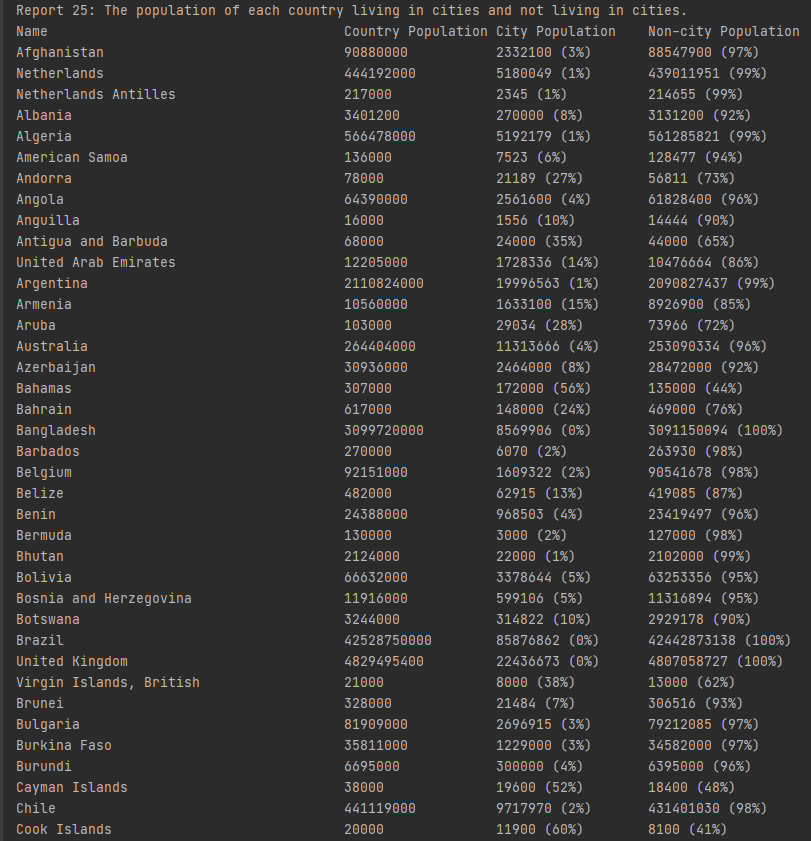 Report 25: The population of each country living in cities and not living in cities.
Name Country Population City Population Non-city Population
Afghanistan 90880000 2332100 (3%) 88547900 (97%)
Netherlands 444192000 5180049 (1%) 439011951 (99%)
Netherlands Antilles 217000 2345 (1%) 214655 (99%)
Albania 3401200 270000 (8%) 3131200 (92%)
Algeria 566478000 5192179 (1%) 561285821 (99%)
American Samoa 136000 7523 (6%) 128477 (94%)
Andorra 78000 21189 (27%) 56811 (73%)
Angola 64390000 2561600 (4%) 61828400 (96%)
Anguilla 16000 1556 (10%) 14444 (90%)
Antigua and Barbuda 68000 24000 (35%) 44000 (65%)
United Arab Emirates 12205000 1728336 (14%) 10476664 (86%)
Argentina 2110824000 19996563 (1%) 2090827437 (99%)
Armenia 10560000 1633100 (15%) 8926900 (85%)
Aruba 103000 29034 (28%) 73966 (72%)
Australia 264404000 11313666 (4%) 253090334 (96%)
Azerbaijan 30936000 2464000 (8%) 28472000 (92%)
Bahamas 307000 172000 (56%) 135000 (44%)
Bahrain 617000 148000 (24%) 469000 (76%)
Bangladesh 3099720000 8569906 (0%) 3091150094 (100%)
Barbados 270000 6070 (2%) 263930 (98%)
Belgium 92151000 1609322 (2%) 90541678 (98%)
Belize 482000 62915 (13%) 419085 (87%)
Benin 24388000 968503 (4%) 23419497 (96%)
Bermuda 130000 3000 (2%) 127000 (98%)
Bhutan 2124000 22000 (1%) 2102000 (99%)
Bolivia 66632000 3378644 (5%) 63253356 (95%)
Bosnia and Herzegovina 11916000 599106 (5%) 11316894 (95%)
Botswana 3244000 314822 (10%) 2929178 (90%)
Brazil 42528750000 85876862 (0%) 42442873138 (100%)
United Kingdom 4829495400 22436673 (0%) 4807058727 (100%)
Virgin Islands, British 21000 8000 (38%) 13000 (62%)
Brunei 328000 21484 (7%) 306516 (93%)
Bulgaria 81909000 2696915 (3%) 79212085 (97%)
Burkina Faso 35811000 1229000 (3%) 34582000 (97%)
Burundi 6695000 300000 (4%) 6395000 (96%)
Cayman Islands 38000 19600 (52%) 18400 (48%)
Chile 441119000 9717970 (2%) 431401030 (98%)
Cook Islands 20000 11900 (60%) 8100 (41%)